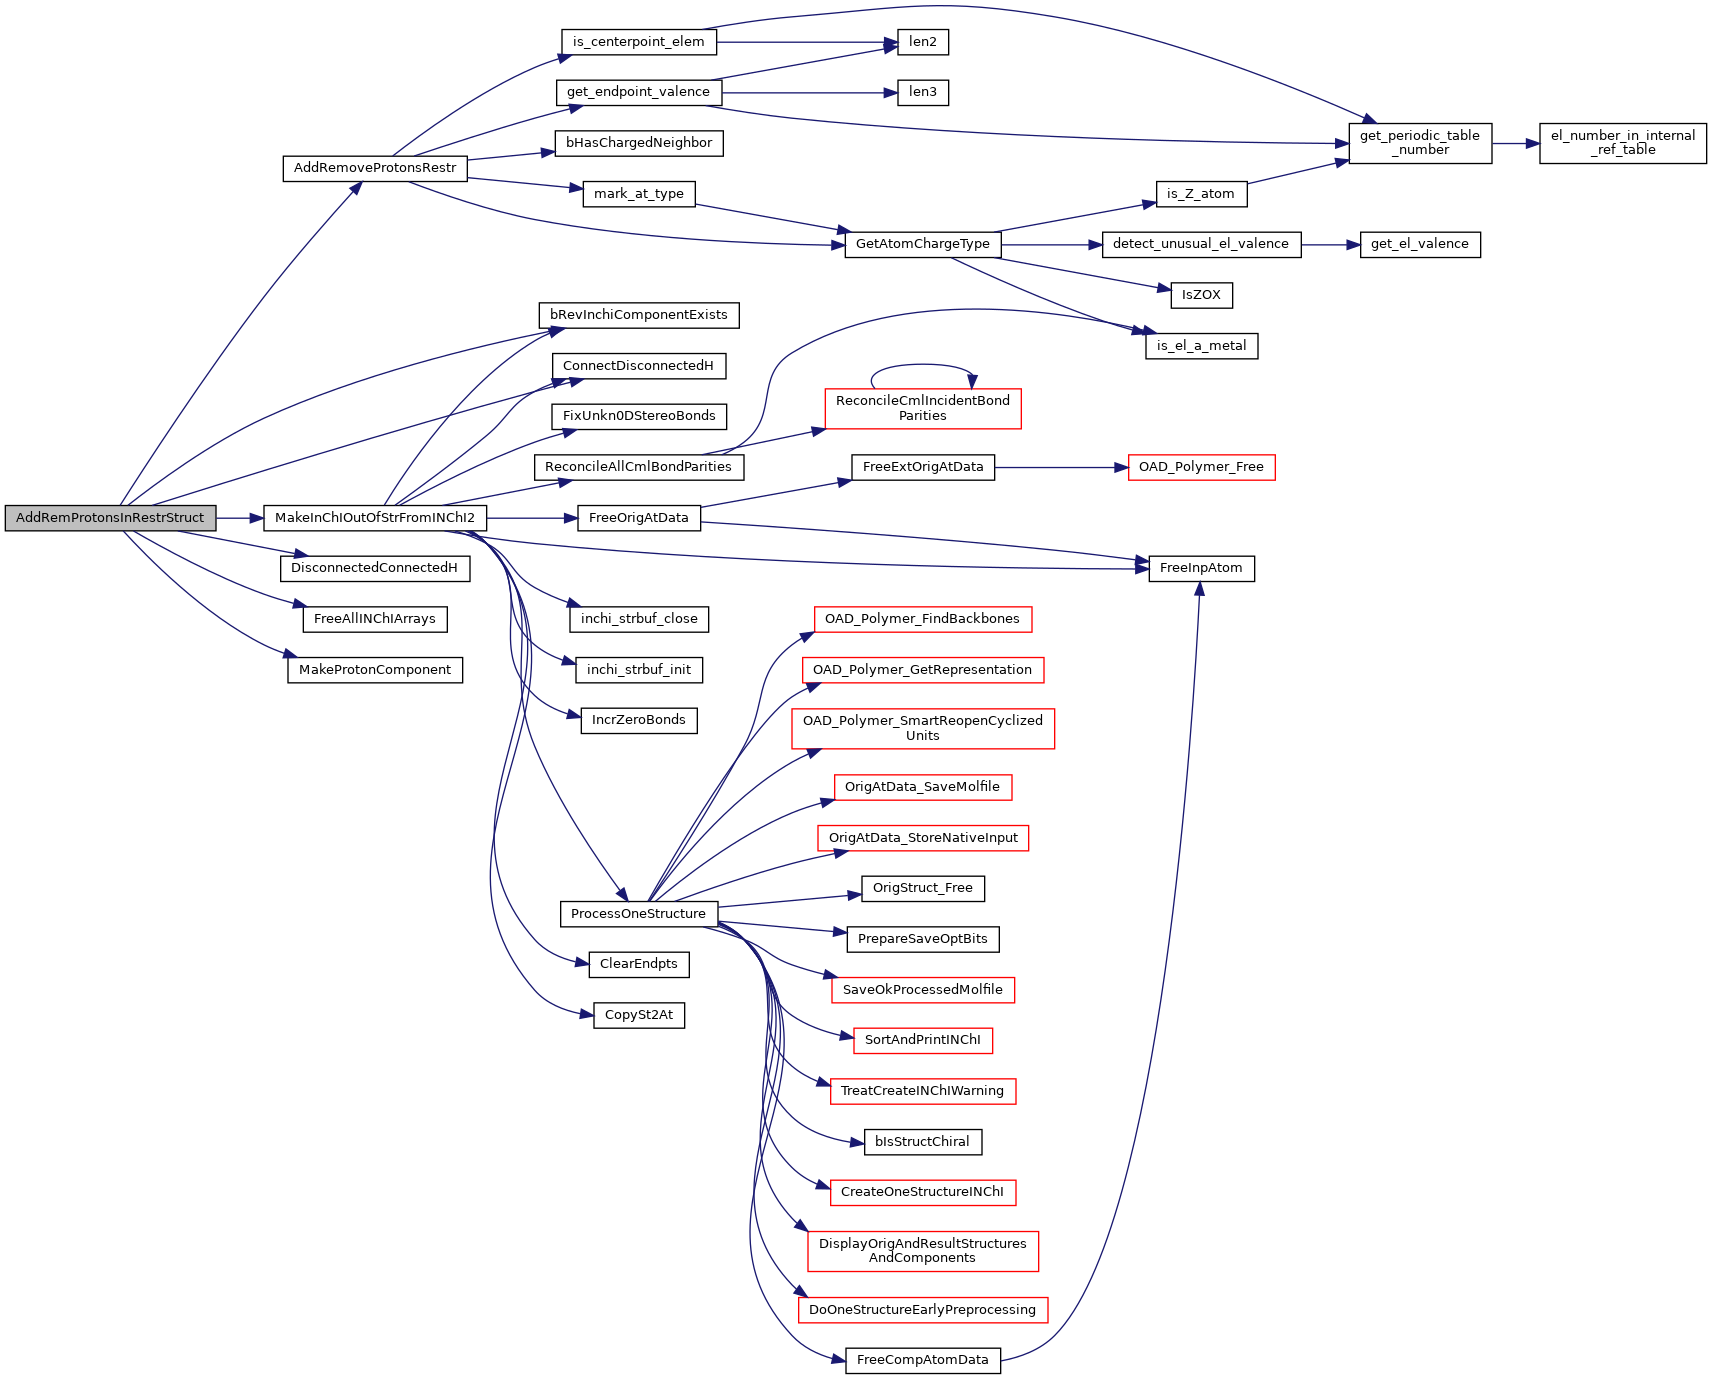 is_centerpoint_elem
len2
get_endpoint_valence
len3
bHasChargedNeighbor
get_periodic_table
_number
el_number_in_internal
_ref_table
AddRemoveProtonsRestr
mark_at_type
is_Z_atom
GetAtomChargeType
detect_unusual_el_valence
get_el_valence
IsZOX
bRevInchiComponentExists
is_el_a_metal
ConnectDisconnectedH
ReconcileCmlIncidentBond
Parities
FixUnkn0DStereoBonds
ReconcileAllCmlBondParities
FreeExtOrigAtData
OAD_Polymer_Free
AddRemProtonsInRestrStruct
MakeInChIOutOfStrFromINChI2
FreeOrigAtData
DisconnectedConnectedH
FreeInpAtom
FreeAllINChIArrays
inchi_strbuf_close
OAD_Polymer_FindBackbones
MakeProtonComponent
inchi_strbuf_init
OAD_Polymer_GetRepresentation
IncrZeroBonds
OAD_Polymer_SmartReopenCyclized
Units
OrigAtData_SaveMolfile
OrigAtData_StoreNativeInput
OrigStruct_Free
ProcessOneStructure
PrepareSaveOptBits
ClearEndpts
SaveOkProcessedMolfile
CopySt2At
SortAndPrintINChI
TreatCreateINChIWarning
bIsStructChiral
CreateOneStructureINChI
DisplayOrigAndResultStructures
AndComponents
DoOneStructureEarlyPreprocessing
FreeCompAtomData